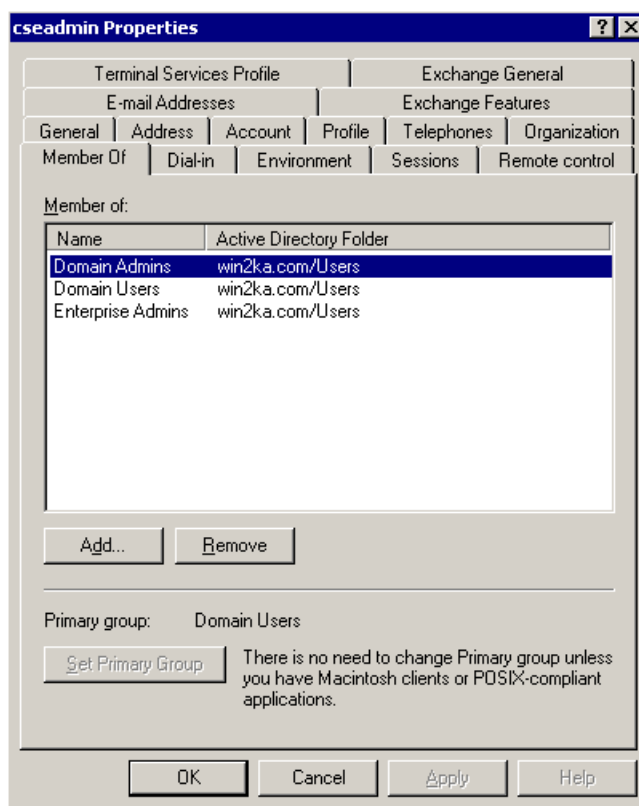 cseadmin Properties
Terminal Services Profile Exchange General
E-mail Addresses Exchange Features
General Address Account Profile Telephones Organization
Member Of Dial-in Environment Sessions Remote control
Member of:
Name Active Directory Folder
Domain Admins win2ka.com/Users
Domain Users win2ka.com/Users
Enterprise Admins win2ka.com/Users
Add... Remove
Primary group: Domain Users
Set Primary Group There is no need to change Primary group unless
you have Macintosh clients or POSIX-compliant
applications.
OK Cancel Apply Help